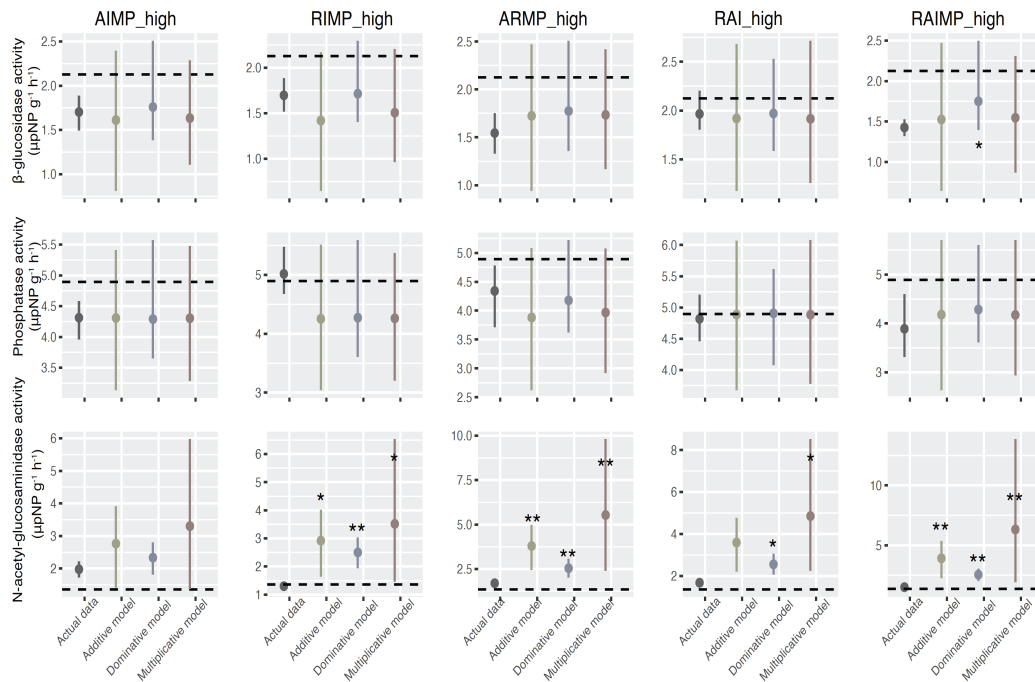 AIMP_high RIMP_high ARMP_high RAI_high RAIMP_high
β-glucosidase activity
(μpNP g⁻¹ h⁻¹)
2.5 2.0 1.5 1.0
2.0 1.5 1.0
2.5 2.0 1.5 1.0
2.5 2.0 1.5
2.5 2.0 1.5 1.0 0.5
*
Phosphatase activity
(μpNP g⁻¹ h⁻¹)
5.5 5.0 4.5 4.0 3.5
5 4 3
5.0 4.5 4.0 3.5 3.0 2.5
6.0 5.5 5.0 4.5 4.0
5 4 3
N-acetyl-glucosaminidase activity
(μpNP g⁻¹ h⁻¹)
6 5 4 3 2
6 5 4 3 2 1
* ** *
10.0 7.5 5.0 2.5
** ** **
8 6 4 2
* *
10 5
** ** **
Actual data Additive model Dominative model Multiplicative model
Actual data Additive model Dominative model Multiplicative model
Actual data Additive model Dominative model Multiplicative model
Actual data Additive model Dominative model Multiplicative model
Actual data Additive model Dominative model Multiplicative model